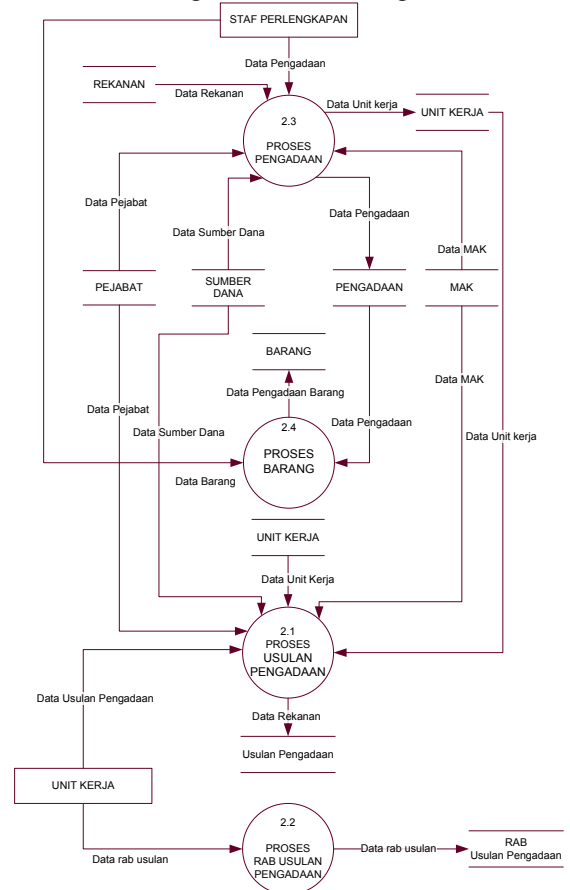 STAF PERLENGKAPAN
Data Pengadaan
REKANAN
Data Rekanan
Data Unit kerja
UNIT KERJA
2.3
PROSES
PENGADAAN
Data Pejabat
Data Sumber Dana
Data Pengadaan
Data MAK
PEJABAT
SUMBER
DANA
PENGADAAN
MAK
BARANG
Data Pengadaan Barang
Data MAK
Data Pejabat
Data Sumber Dana
Data Pengadaan
Data Unit kerja
2.4
PROSES
BARANG
Data Barang
UNIT KERJA
Data Unit Kerja
2.1
PROSES
USULAN
PENGADAAN
Data Usulan Pengadaan
Data Rekanan
Usulan Pengadaan
UNIT KERJA
2.2
PROSES
RAB USULAN
PENGADAAN
Data rab usulan
Data rab usulan
RAB
Usulan Pengadaan